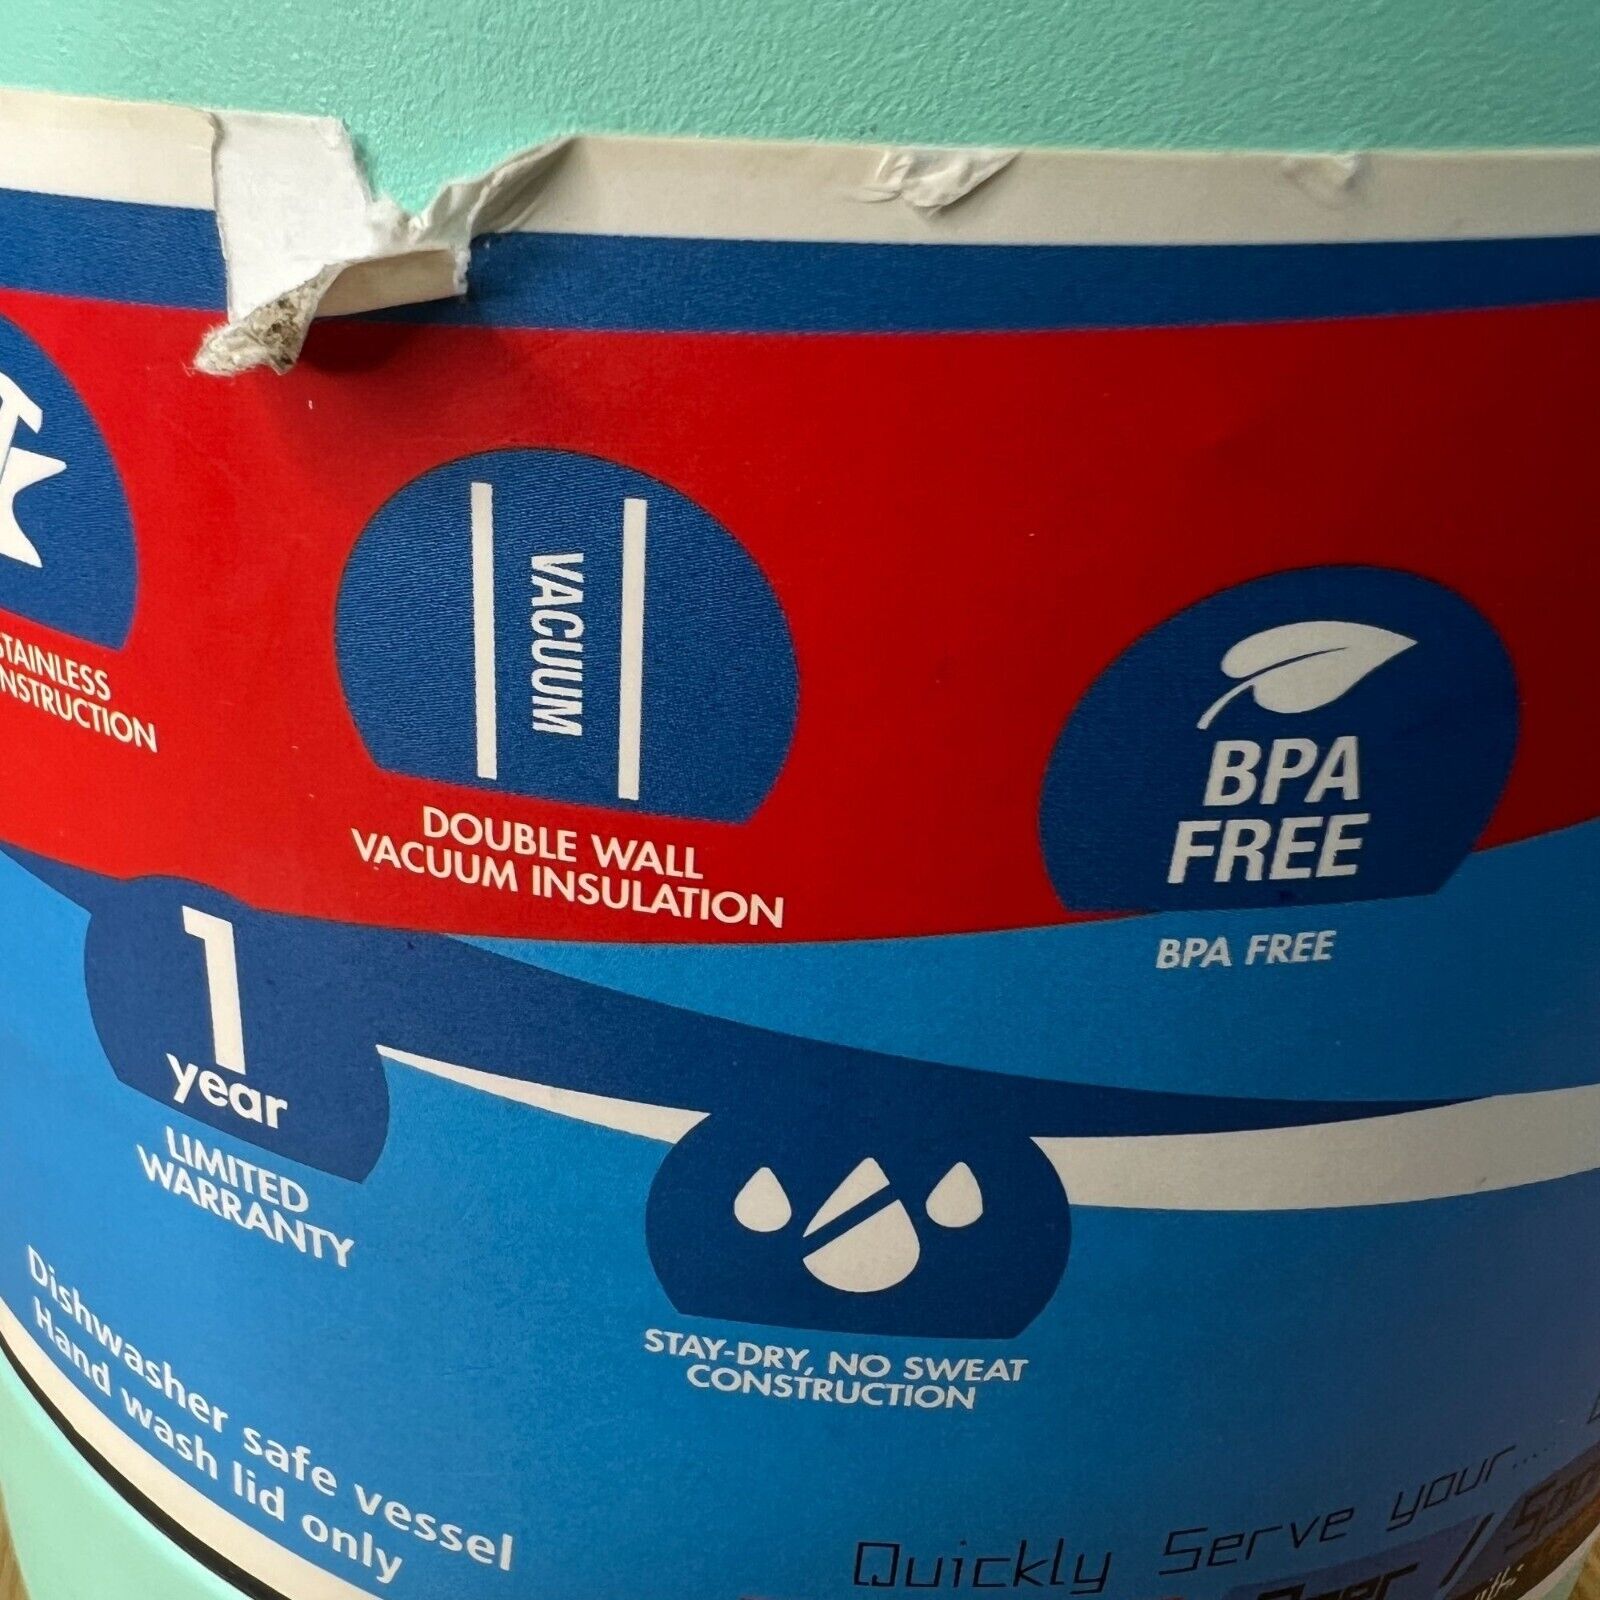 STAINLESS
VACUUM
DOUBLE WALL
VACUUM INSULATION
BPA
FREE
BPA FREE
1
year
LIMITED
WARRANTY
STAY-DRY, NO SWEAT
CONSTRUCTION
Dishwasher safe vessel
Hand wash lid only
Quickly Serve your....